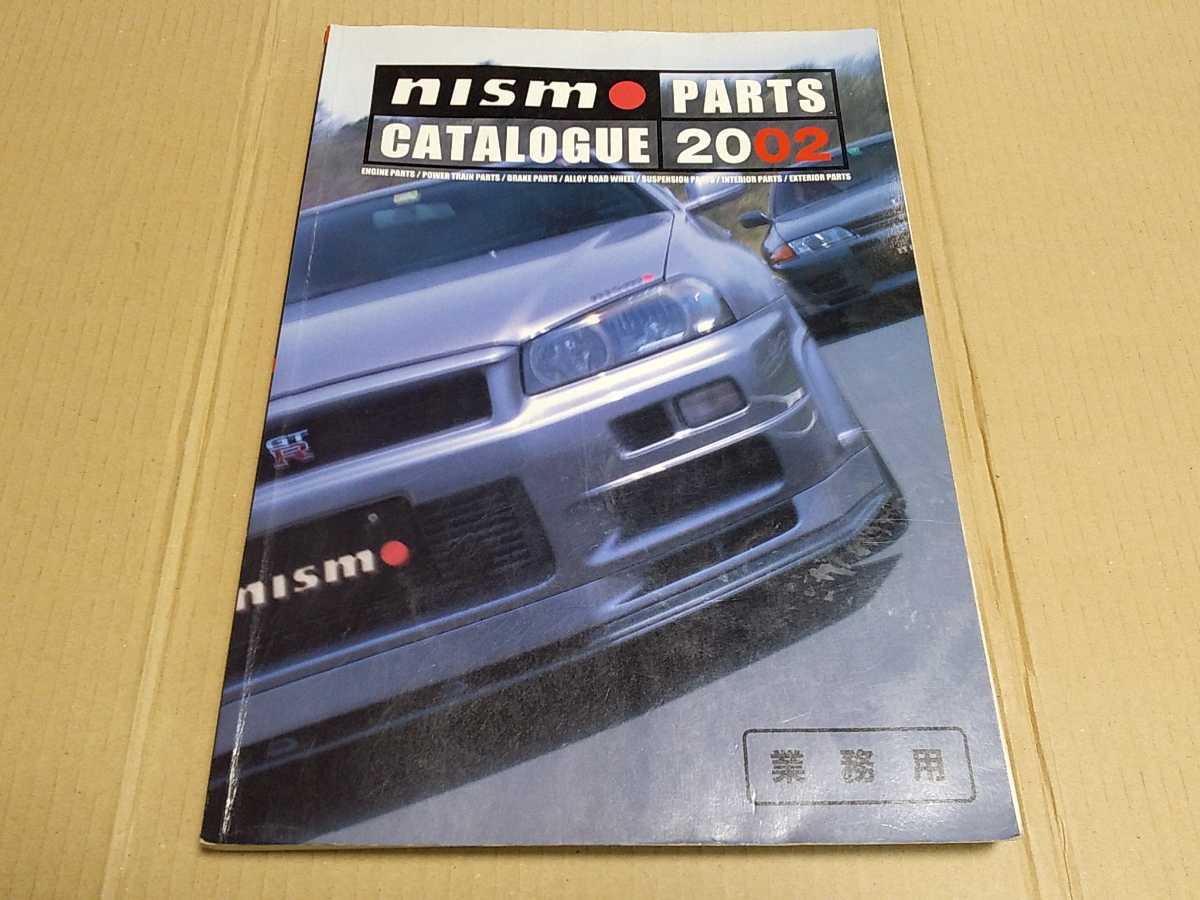 nismo PARTS
CATALOGUE 2002
ENGINE PARTS / POWER TRAIN PARTS / BRAKE PARTS / ALLOY ROAD WHEEL / SUSPENSION PARTS / INTERIOR PARTS / EXTERIOR PARTS
nismo
GT
R
nismo
業務用